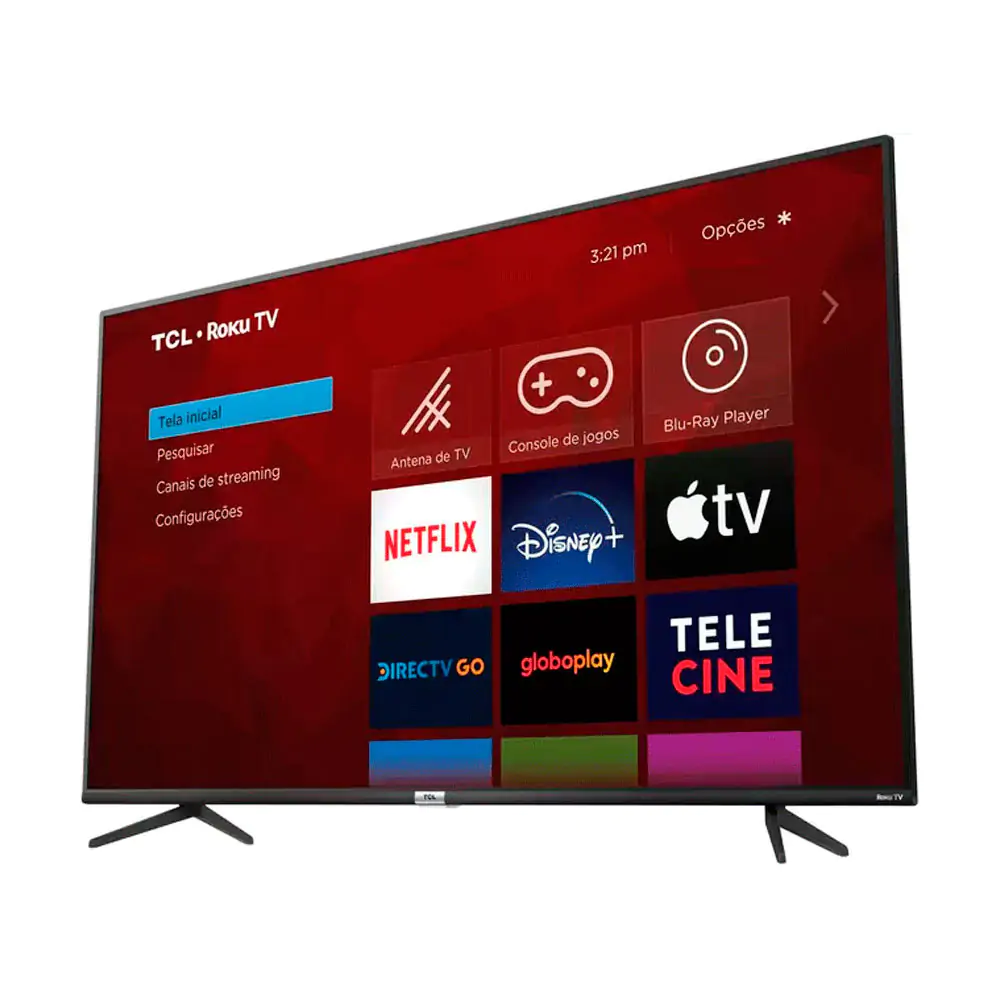 3:21 pm
Opções *
TCL • Roku TV
Tela inicial
Pesquisar
Canais de streaming
Configurações
Antena de TV
Console de jogos
Blu-Ray Player
NETFLIX
Disney+
tv
DIRECTV GO
globoplay
TELE
CINE
TCL
Roku TV